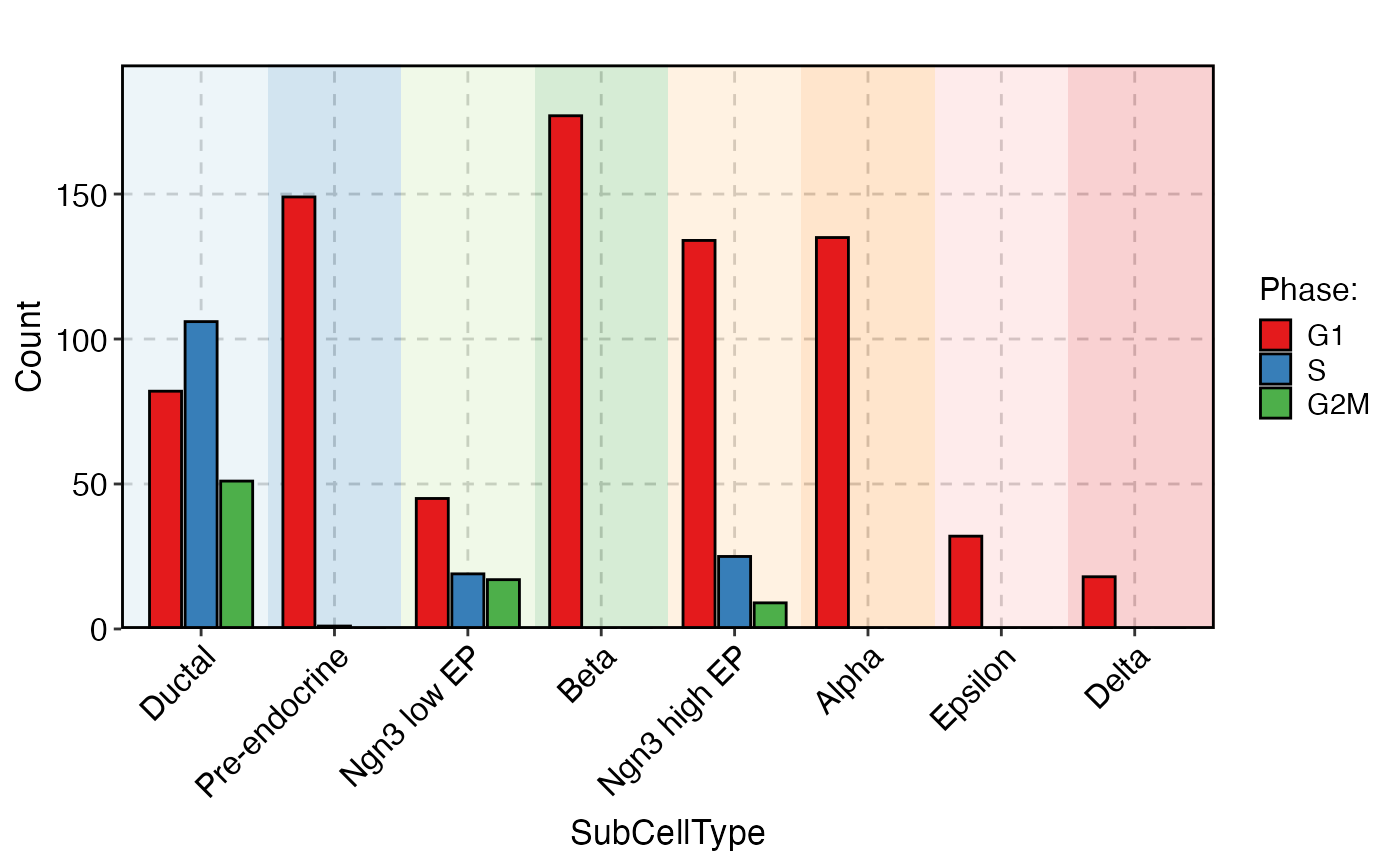 Count
150
100
50
0
Ductal
Pre-endocrine
Ngn3 low EP
Beta
Ngn3 high EP
Alpha
Epsilon
Delta
SubCellType
Phase:
G1
S
G2M